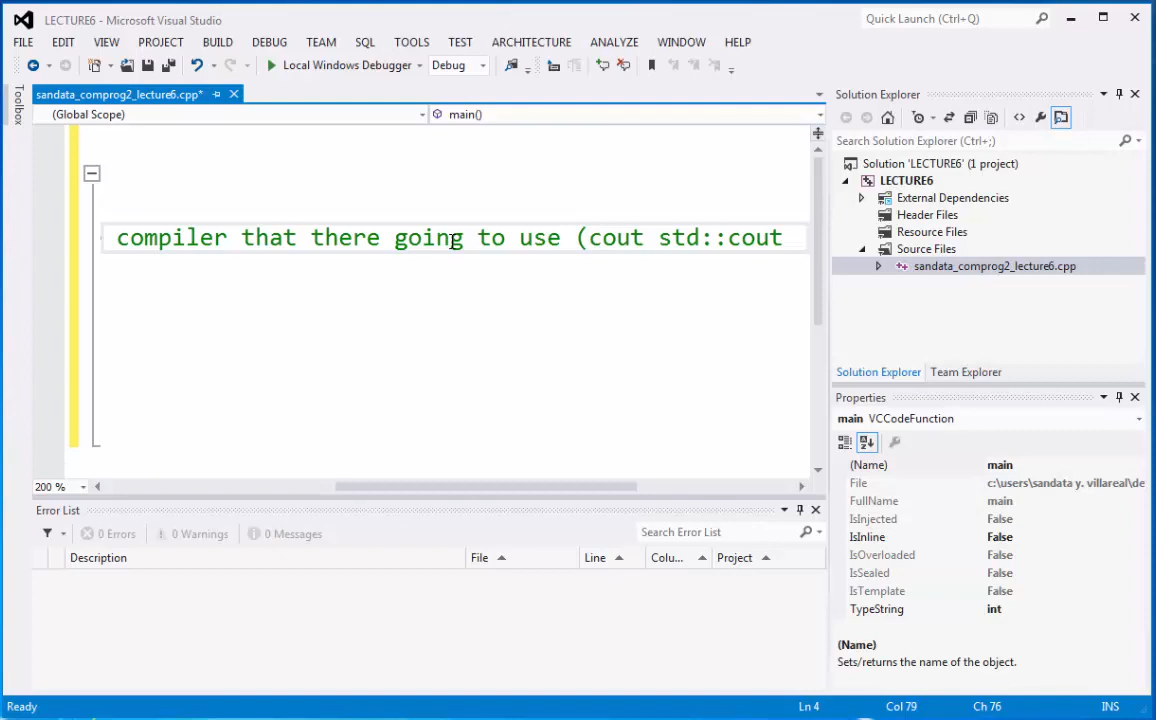 LECTURE6 - Microsoft Visual Studio
Quick Launch (Ctrl+Q)
FILE EDIT VIEW PROJECT BUILD DEBUG TEAM SQL TOOLS TEST ARCHITECTURE ANALYZE WINDOW HELP
Local Windows Debugger Debug
Toolbox
sandata_comprog2_lecture6.cpp*
(Global Scope) main()
compiler that there going to use (cout std::cout
200 %
Error List
0 Errors 0 Warnings 0 Messages
Search Error List
Description File Line Colu... Project
Solution Explorer
Search Solution Explorer (Ctrl+;)
Solution 'LECTURE6' (1 project)
LECTURE6
External Dependencies
Header Files
Resource Files
Source Files
sandata_comprog2_lecture6.cpp
Solution Explorer Team Explorer
Properties
main VCCodeFunction
(Name) main
File c:\users\sandata y. villareal\de
FullName main
IsInjected False
IsInline False
IsOverloaded False
IsSealed False
IsTemplate False
TypeString int
(Name)
Sets/returns the name of the object.
Ready Ln 4 Col 79 Ch 76 INS